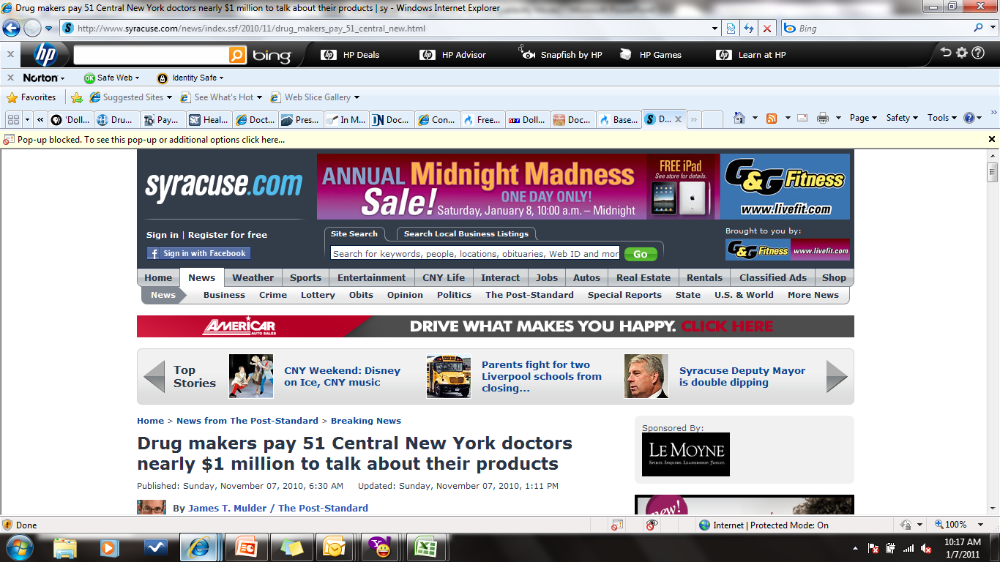 Drug makers pay 51 Central New York doctors nearly $1 million to talk about their products | sy - Windows Internet Explorer
http://www.syracuse.com/news/index.ssf/2010/11/drug_makers_pay_51_central_new.html
Bing
hp
bing
HP Deals
HP Advisor
Snapfish by HP
HP Games
Learn at HP
Norton
OK Safe Web
Identity Safe
Favorites
Suggested Sites
See What's Hot
Web Slice Gallery
'Doll...
Dru...
Pay...
Heal...
Doct...
Pres...
In M...
Doc...
Con...
Free...
Doll...
Doc...
Base...
D...
Page
Safety
Tools
Pop-up blocked. To see this pop-up or additional options click here...
syracuse.com
ANNUAL Midnight Madness
Sale! ONE DAY ONLY!
Saturday, January 8, 10:00 a.m. – Midnight
FREE iPad
See store for details.
G&G Fitness
www.livefit.com
Sign in | Register for free
Sign in with Facebook
Site Search
Search Local Business Listings
Search for keywords, people, locations, obituaries, Web ID and mor
Go
Brought to you by:
G&G Fitness www.livefit.com
Home News Weather Sports Entertainment CNY Life Interact Jobs Autos Real Estate Rentals Classified Ads Shop
News Business Crime Lottery Obits Opinion Politics The Post-Standard Special Reports State U.S. & World More News
AMERICAR
AUTO SALES
DRIVE WHAT MAKES YOU HAPPY. CLICK HERE
Top
Stories
CNY Weekend: Disney
on Ice, CNY music
Parents fight for two
Liverpool schools from
closing...
Syracuse Deputy Mayor
is double dipping
Home > News from The Post-Standard > Breaking News
Drug makers pay 51 Central New York doctors
nearly $1 million to talk about their products
Published: Sunday, November 07, 2010, 6:30 AM Updated: Sunday, November 07, 2010, 1:11 PM
By James T. Mulder / The Post-Standard
Sponsored By:
LE MOYNE
SPIRIT. INQUIRY. LEADERSHIP. JESUIT.
new!
Done
Internet | Protected Mode: On
100%
10:17 AM
1/7/2011